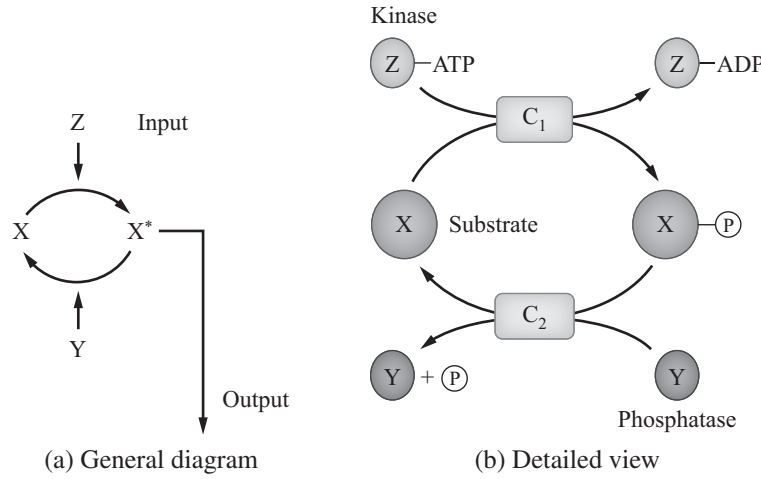 Z Input
X X*
Y
Output
(a) General diagram
Kinase
Z ATP
Z ADP
C1
X Substrate
X P
C2
Y + P
Y
Phosphatase
(b) Detailed view